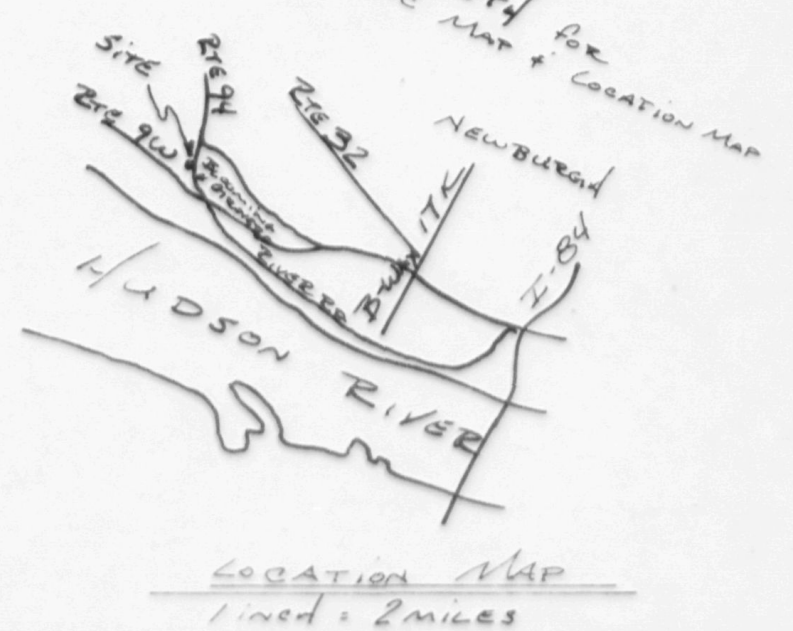 FOR
MAP & LOCATION MAP
SITE
RTE 94
RTE 9W
RTE 32
NEWBURGH
17K
I-84
B-WAY
RIVER RD
HUDSON RIVER
LOCATION MAP
1 INCH = 2 MILES